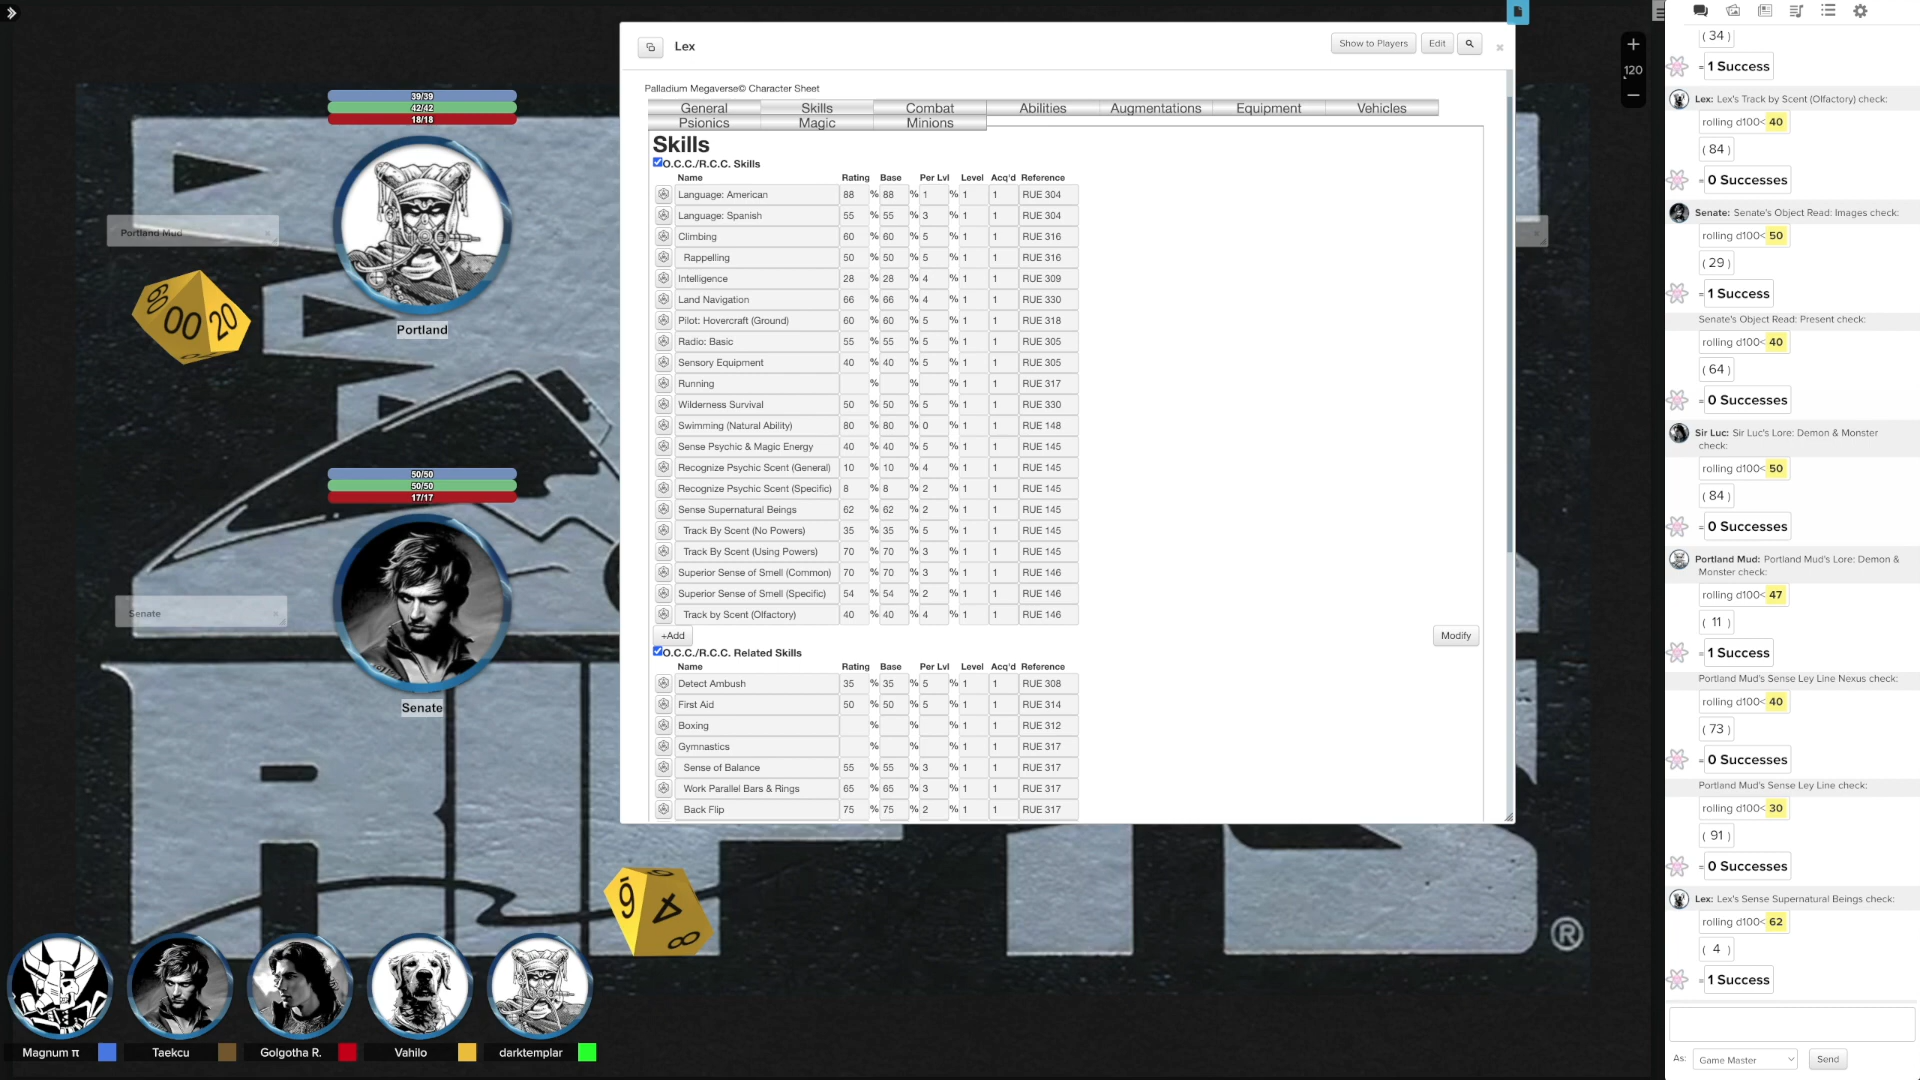 Lex
Show to Players
Edit
Palladium Megaverse© Character Sheet
General Skills Combat Abilities Augmentations Equipment Vehicles
Psionics Magic Minions
Skills
O.C.C./R.C.C. Skills
Name Rating Base Per Lvl Level Acq'd Reference
Language: American 88 % 88 % 1 % 1 1 RUE 304
Language: Spanish 55 % 55 % 3 % 1 1 RUE 304
Climbing 60 % 60 % 5 % 1 1 RUE 316
Rappelling 50 % 50 % 5 % 1 1 RUE 316
Intelligence 28 % 28 % 4 % 1 1 RUE 309
Land Navigation 66 % 66 % 4 % 1 1 RUE 330
Pilot: Hovercraft (Ground) 60 % 60 % 5 % 1 1 RUE 318
Radio: Basic 55 % 55 % 5 % 1 1 RUE 305
Sensory Equipment 40 % 40 % 5 % 1 1 RUE 305
Running % % % 1 1 RUE 317
Wilderness Survival 50 % 50 % 5 % 1 1 RUE 330
Swimming (Natural Ability) 80 % 80 % 0 % 1 1 RUE 148
Sense Psychic & Magic Energy 40 % 40 % 5 % 1 1 RUE 145
Recognize Psychic Scent (General) 10 % 10 % 4 % 1 1 RUE 145
Recognize Psychic Scent (Specific) 8 % 8 % 2 % 1 1 RUE 145
Sense Supernatural Beings 62 % 62 % 2 % 1 1 RUE 145
Track By Scent (No Powers) 35 % 35 % 5 % 1 1 RUE 145
Track By Scent (Using Powers) 70 % 70 % 3 % 1 1 RUE 145
Superior Sense of Smell (Common) 70 % 70 % 3 % 1 1 RUE 146
Superior Sense of Smell (Specific) 54 % 54 % 2 % 1 1 RUE 146
Track by Scent (Olfactory) 40 % 40 % 4 % 1 1 RUE 146
+Add
Modify
O.C.C./R.C.C. Related Skills
Name Rating Base Per Lvl Level Acq'd Reference
Detect Ambush 35 % 35 % 5 % 1 1 RUE 308
First Aid 50 % 50 % 5 % 1 1 RUE 314
Boxing % % % 1 1 RUE 312
Gymnastics % % % 1 1 RUE 317
Sense of Balance 55 % 55 % 3 % 1 1 RUE 317
Work Parallel Bars & Rings 65 % 65 % 3 % 1 1 RUE 317
Back Flip 75 % 75 % 2 % 1 1 RUE 317
39/39
42/42
18/18
Portland Mud
60 00 20
Portland
50/50
50/50
17/17
Senate
Senate
®
Magnum π
Taekcu
Golgotha R.
Vahilo
darktemplar
120
( 34 )
= 1 Success
Lex: Lex's Track by Scent (Olfactory) check:
rolling d100< 40
( 84 )
= 0 Successes
Senate: Senate's Object Read: Images check:
rolling d100< 50
( 29 )
= 1 Success
Senate's Object Read: Present check:
rolling d100< 40
( 64 )
= 0 Successes
Sir Luc: Sir Luc's Lore: Demon & Monster
check:
rolling d100< 50
( 84 )
= 0 Successes
Portland Mud: Portland Mud's Lore: Demon &
Monster check:
rolling d100< 47
( 11 )
= 1 Success
Portland Mud's Sense Ley Line Nexus check:
rolling d100< 40
( 73 )
= 0 Successes
Portland Mud's Sense Ley Line check:
rolling d100< 30
( 91 )
= 0 Successes
Lex: Lex's Sense Supernatural Beings check:
rolling d100< 62
( 4 )
= 1 Success
As: Game Master
Send